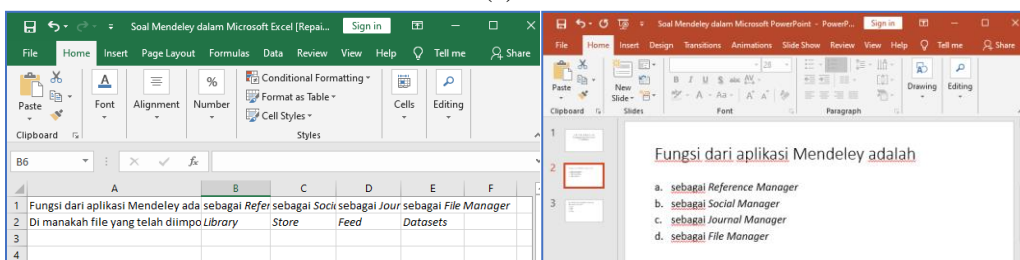 Soal Mendeley dalam Microsoft Excel [Repai...
Sign in
File Home Insert Page Layout Formulas Data Review View Help Tell me Share
Paste
Clipboard
Font
Alignment
Number
Conditional Formatting
Format as Table
Cell Styles
Styles
Cells
Editing
B6
fx
A B C D E F
1 Fungsi dari aplikasi Mendeley ada sebagai Refer sebagai Socia sebagai Jour sebagai File Manager
2 Di manakah file yang telah diimpo Library Store Feed Datasets
3
4
Soal Mendeley dalam Microsoft PowerPoint - PowerP...
Sign in
File Home Insert Design Transitions Animations Slide Show Review View Help Tell me Share
Paste
Clipboard
New Slide
Slides
28
B I U S abc AV
A Aa A A
Font
Paragraph
Drawing
Editing
1
2
3
Fungsi dari aplikasi Mendeley adalah
a. sebagai Reference Manager
b. sebagai Social Manager
c. sebagai Journal Manager
d. sebagai File Manager